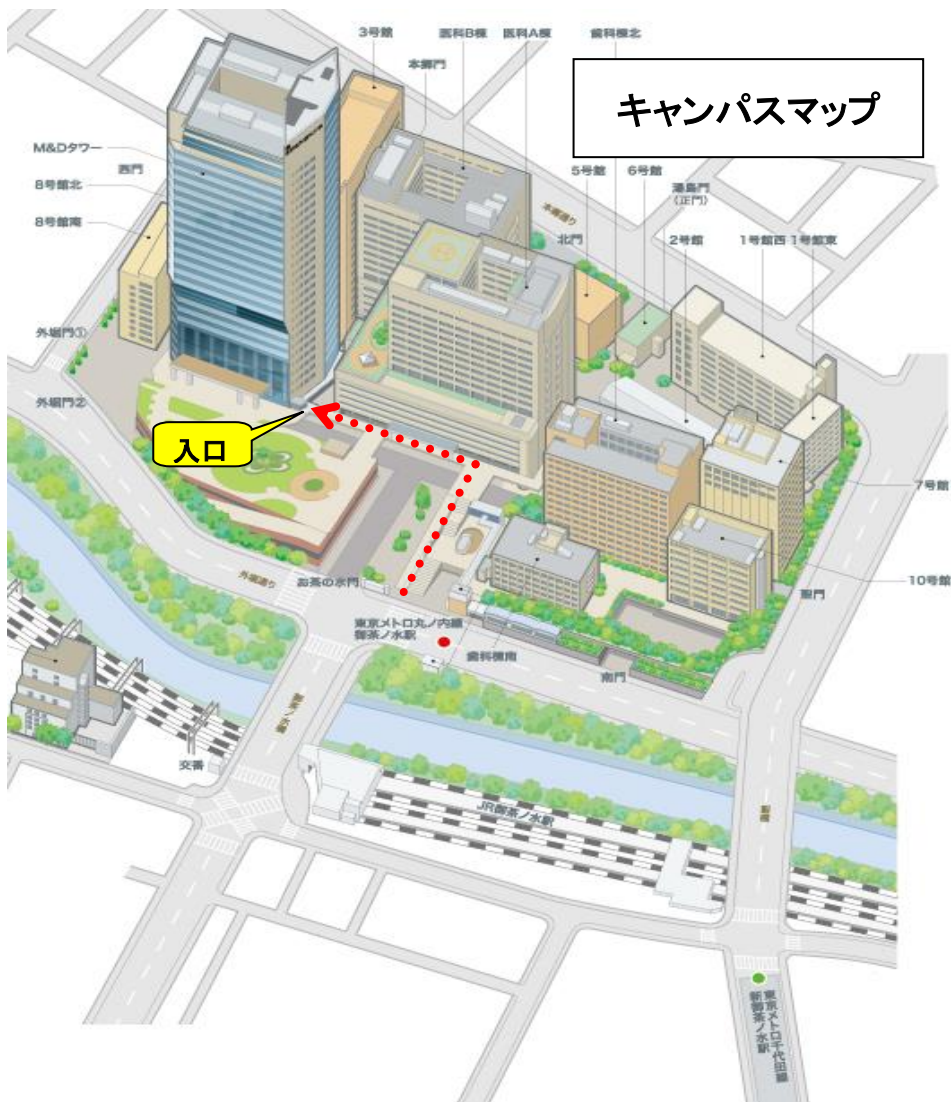 3号館
医科B棟
医科A棟
歯科棟北
本郷門
キャンパスマップ
M&Dタワー
西門
8号館北
8号館南
5号館
6号館
湯島門
(正門)
本郷通り
北門
2号館
1号館西
1号館東
外堀門①
外堀門②
入口
7号館
10号館
聖門
外堀通り
お茶の水門
東京メトロ丸ノ内線
御茶ノ水駅
歯科棟南
南門
御茶ノ水橋
交番
JR御茶ノ水駅
聖橋
東京メトロ千代田線
新御茶ノ水駅